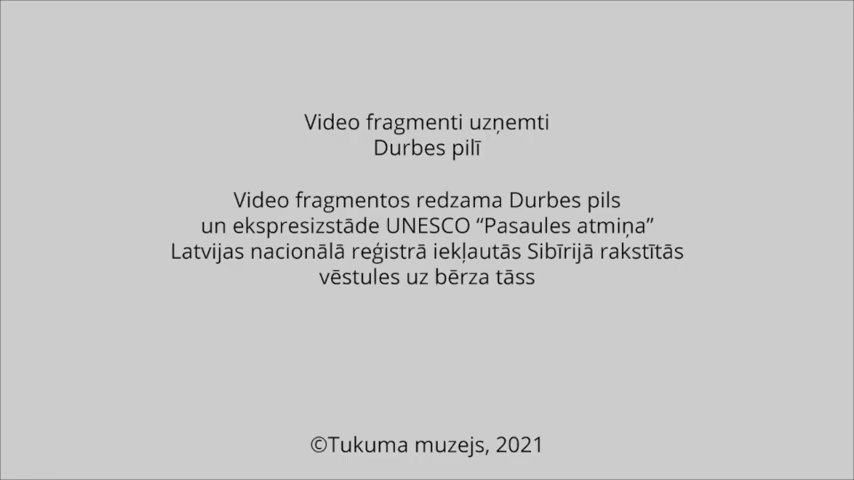 Video fragmenti uzņemti
Durbes pilī
Video fragmentos redzama Durbes pils
un ekspresizstāde UNESCO “Pasaules atmiņa”
Latvijas nacionālā reģistrā iekļautās Sibīrijā rakstītās
vēstules uz bērza tāss
©Tukuma muzejs, 2021